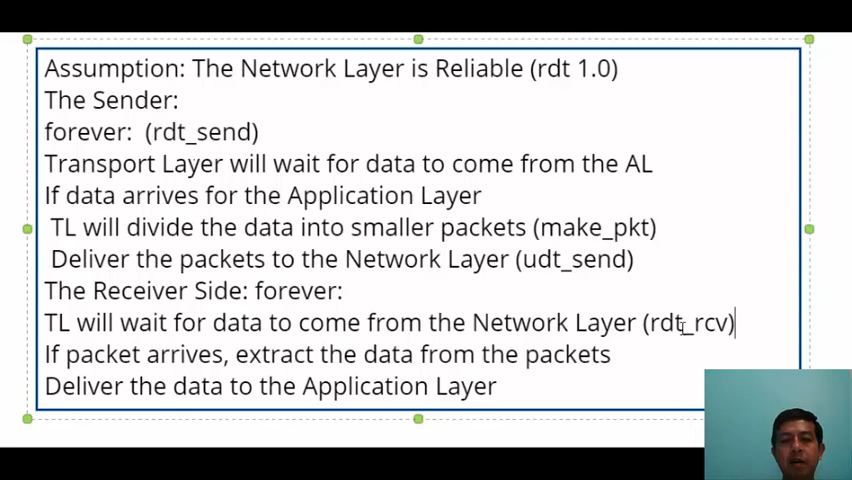 Assumption: The Network Layer is Reliable (rdt 1.0)
The Sender:
forever: (rdt_send)
Transport Layer will wait for data to come from the AL
If data arrives for the Application Layer
TL will divide the data into smaller packets (make_pkt)
Deliver the packets to the Network Layer (udt_send)
The Receiver Side: forever:
TL will wait for data to come from the Network Layer (rdt_rcv)
If packet arrives, extract the data from the packets
Deliver the data to the Application Layer